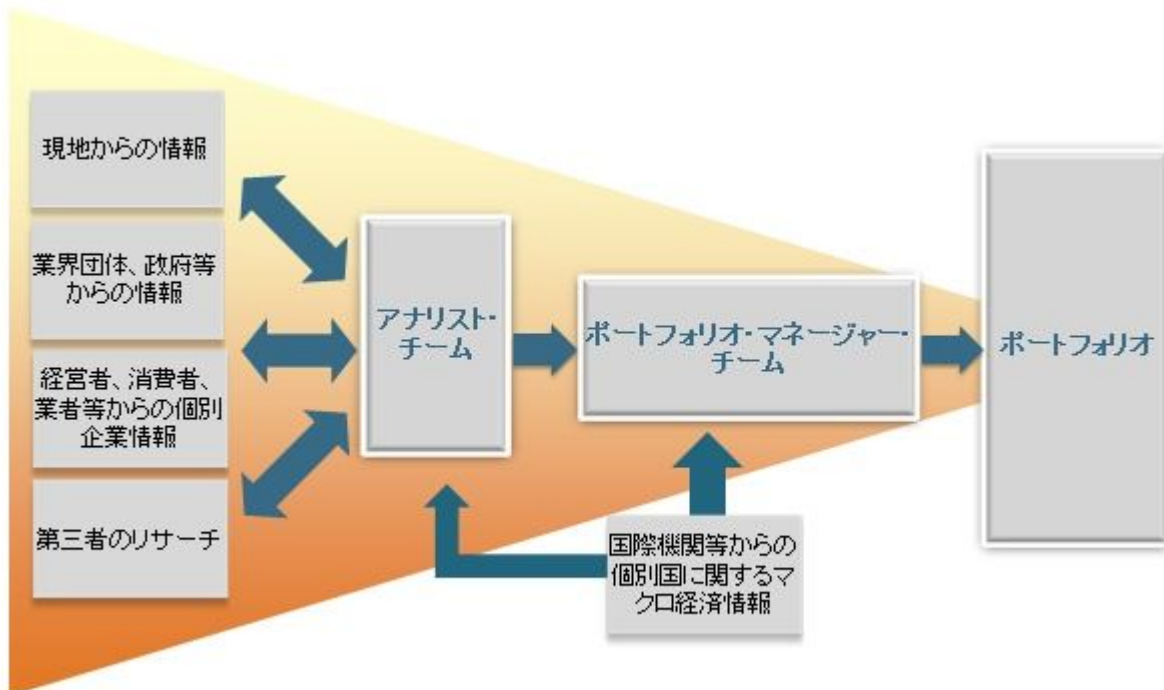 現地からの情報
業界団体、政府等
からの情報
経営者、消費者、
業者等からの個別
企業情報
第三者のリサーチ
アナリスト・
チーム
ポートフォリオ・マネージャー・
チーム
ポートフォリオ
国際機関等からの
個別国に関するマ
クロ経済情報